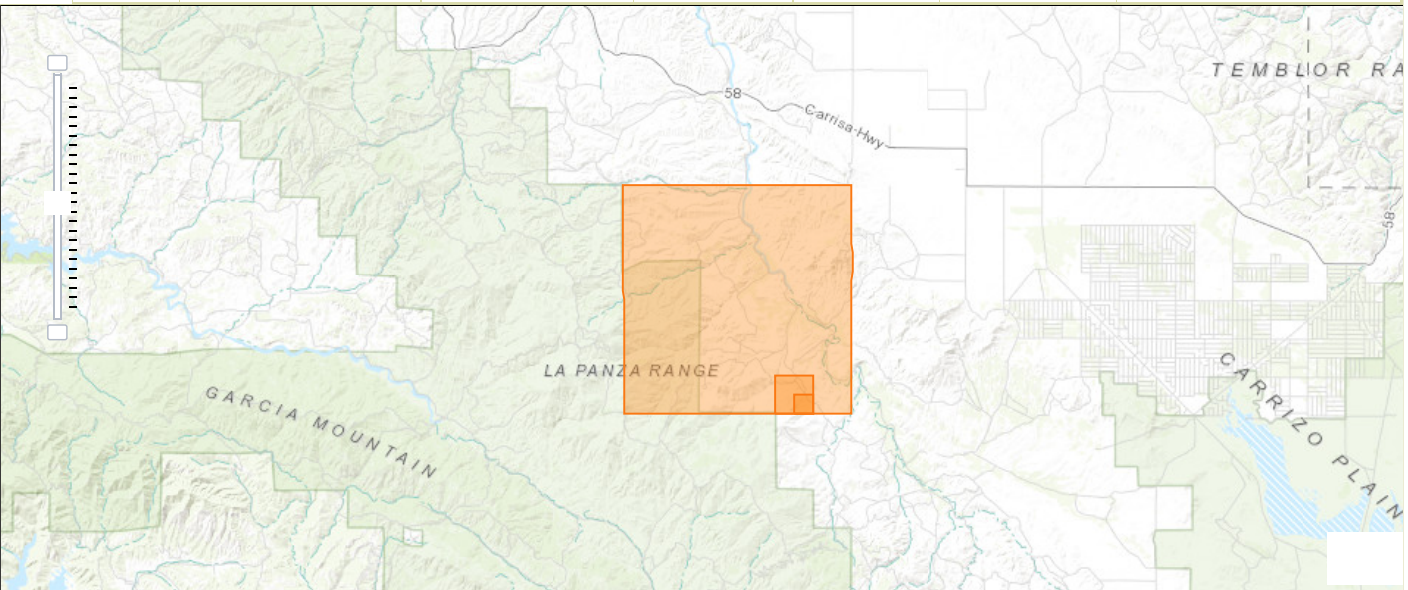 TEMBLOR RA
58
Carrisa Hwy
58
LA PANZA RANGE
GARCIA MOUNTAIN
CARRIZO PLAIN